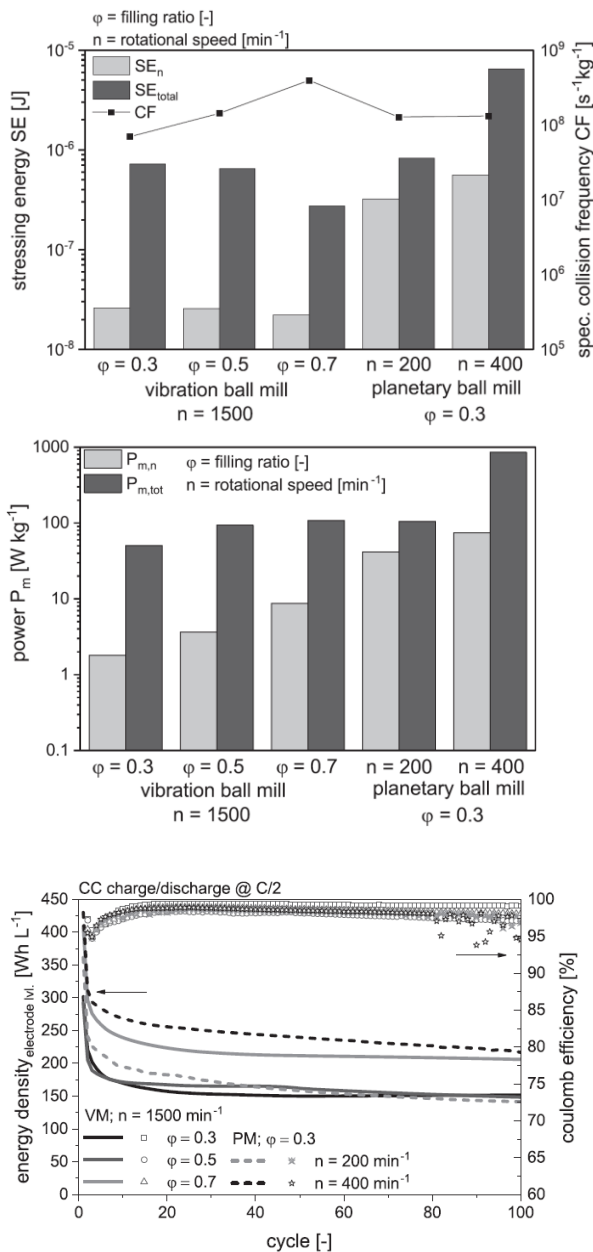 φ = filling ratio [-]
n = rotational speed [min⁻¹]
SEₙ
SE_total
CF
stressing energy SE [J]
10⁻⁵
10⁻⁶
10⁻⁷
10⁻⁸
10⁹
10⁸
10⁷
10⁶
10⁵
spec. collision frequency CF [s⁻¹kg⁻¹]
φ = 0.3 φ = 0.5 φ = 0.7 n = 200 n = 400
vibration ball mill planetary ball mill
n = 1500 φ = 0.3
P_m,n φ = filling ratio [-]
P_m,tot n = rotational speed [min⁻¹]
power P_m [W kg⁻¹]
1000
100
10
1
0.1
φ = 0.3 φ = 0.5 φ = 0.7 n = 200 n = 400
vibration ball mill planetary ball mill
n = 1500 φ = 0.3
CC charge/discharge @ C/2
energy density_electrode lvl. [Wh L⁻¹]
450
400
350
300
250
200
150
100
50
0
100
95
90
85
80
75
70
65
60
coulomb efficiency [%]
VM; n = 1500 min⁻¹
φ = 0.3 PM; φ = 0.3
φ = 0.5 n = 200 min⁻¹
φ = 0.7 n = 400 min⁻¹
0 20 40 60 80 100
cycle [-]